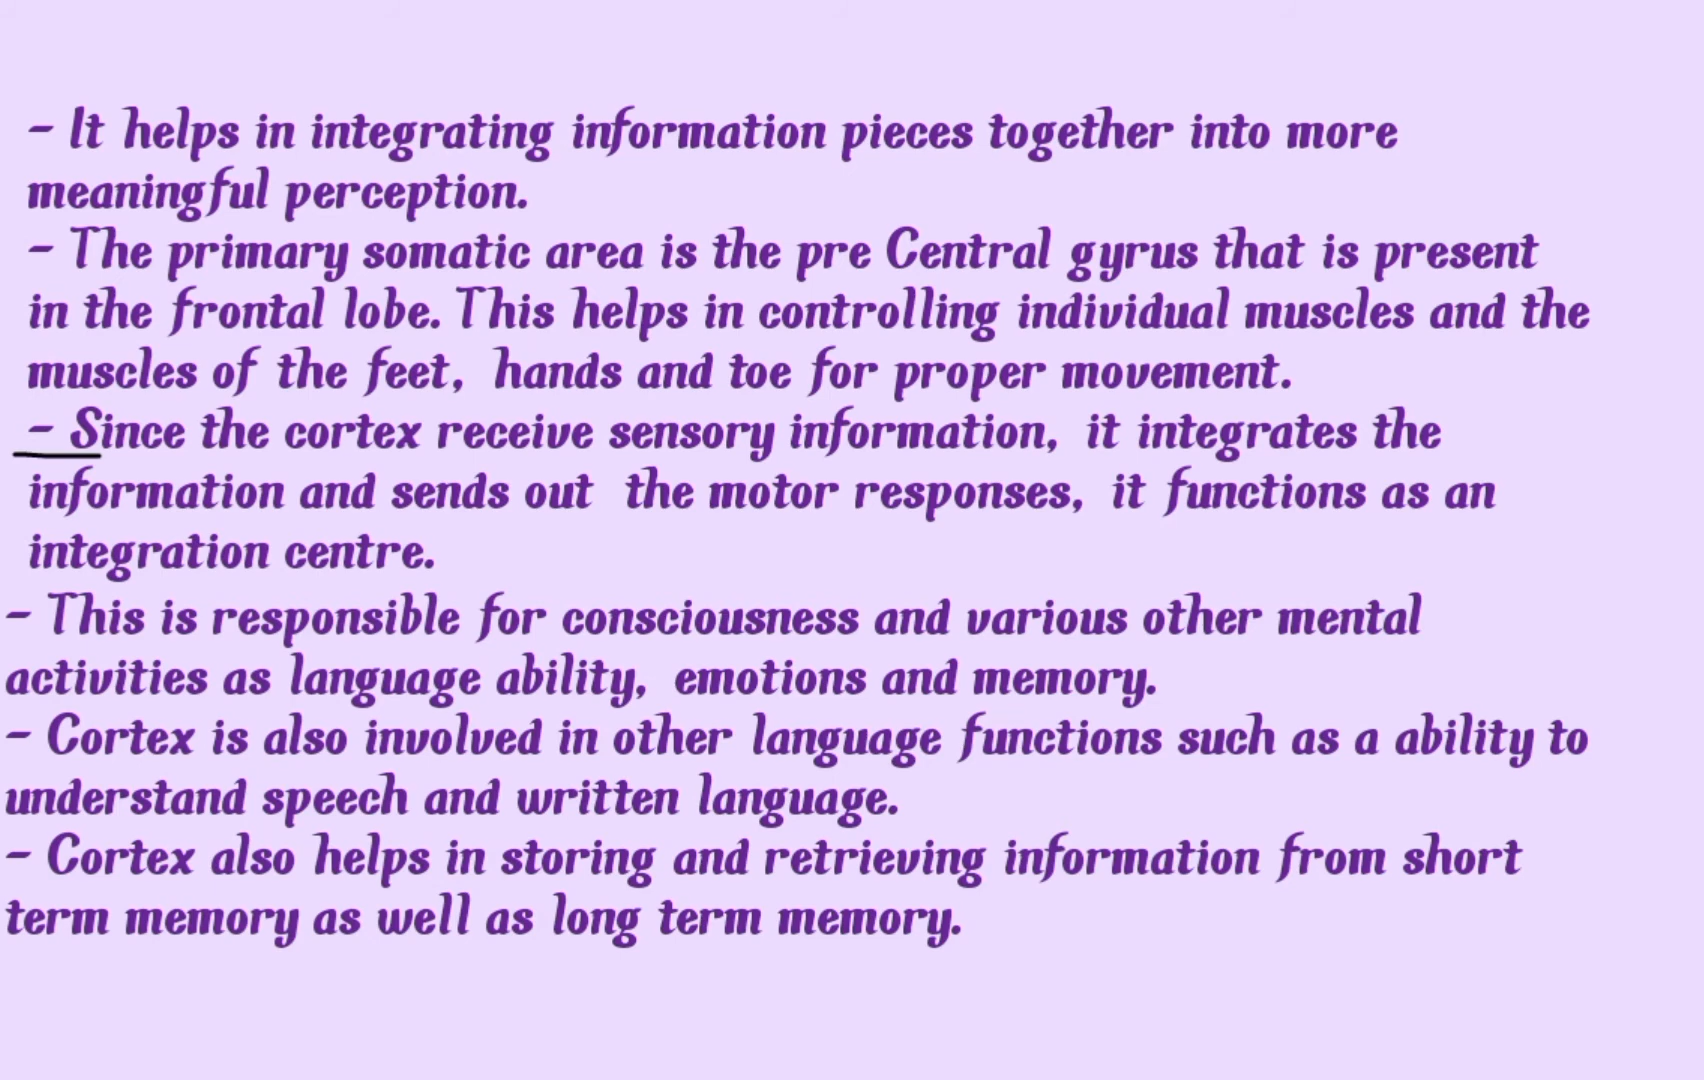 - It helps in integrating information pieces together into more
meaningful perception.
- The primary somatic area is the pre Central gyrus that is present
in the frontal lobe. This helps in controlling individual muscles and the
muscles of the feet, hands and toe for proper movement.
- Since the cortex receive sensory information, it integrates the
information and sends out the motor responses, it functions as an
integration centre.
- This is responsible for consciousness and various other mental
activities as language ability, emotions and memory.
- Cortex is also involved in other language functions such as a ability to
understand speech and written language.
- Cortex also helps in storing and retrieving information from short
term memory as well as long term memory.